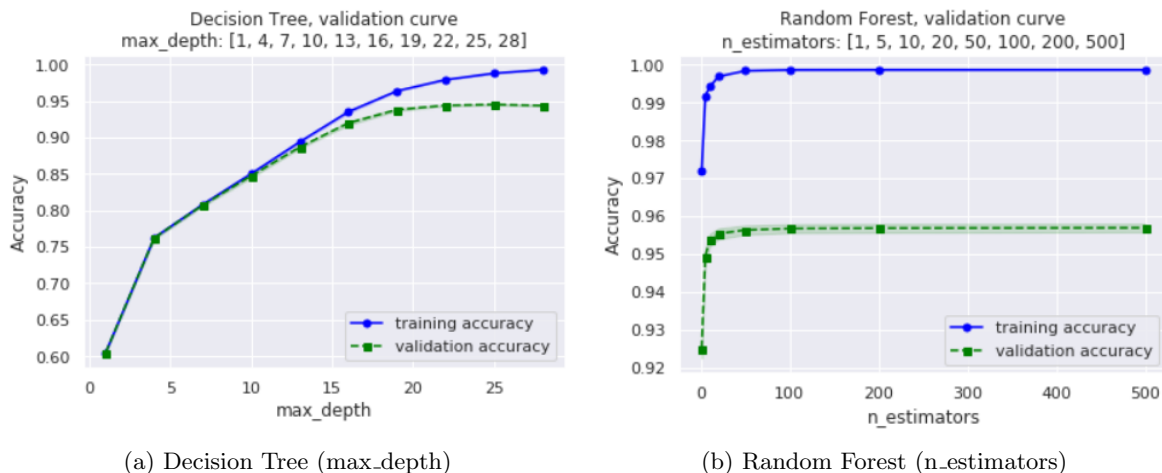 Decision Tree, validation curve
max_depth: [1, 4, 7, 10, 13, 16, 19, 22, 25, 28]
1.00
0.95
0.90
0.85
0.80
0.75
0.70
0.65
0.60
Accuracy
training accuracy
validation accuracy
0 5 10 15 20 25
max_depth
(a) Decision Tree (max_depth)
Random Forest, validation curve
n_estimators: [1, 5, 10, 20, 50, 100, 200, 500]
1.00
0.99
0.98
0.97
0.96
0.95
0.94
0.93
0.92
Accuracy
training accuracy
validation accuracy
0 100 200 300 400 500
n_estimators
(b) Random Forest (n_estimators)